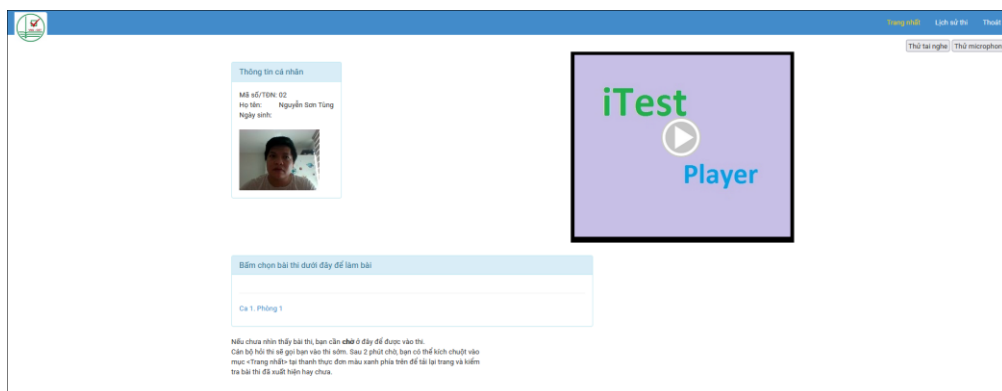 Trang nhất Lịch sử thi Thoát
Thử tai nghe Thử microphon
Thông tin cá nhân
Mã số/TĐN: 02
Họ tên: Nguyễn Sơn Tùng
Ngày sinh:
iTest
Player
Bấm chọn bài thi dưới đây để làm bài
Ca 1. Phòng 1
Nếu chưa nhìn thấy bài thi, bạn cần chờ ở đây để được vào thi.
Cán bộ hỏi thi sẽ gọi bạn vào thi sớm. Sau 2 phút chờ, bạn có thể kích chuột vào
mục <Trang nhất> tại thanh thực đơn màu xanh phía trên để tải lại trang và kiểm
tra bài thi đã xuất hiện hay chưa.